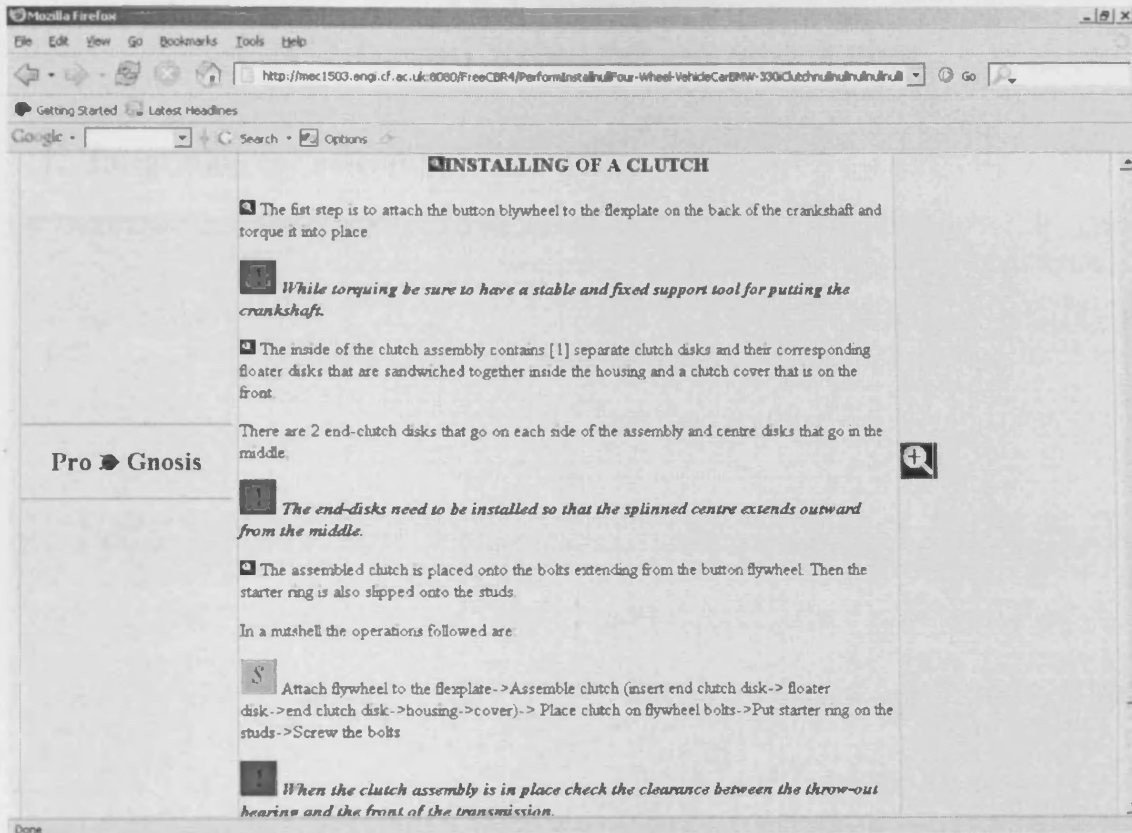 Mozilla Firefox
File Edit View Go Bookmarks Tools Help
http://mec1503.engi.cf.ac.uk:8080/FreeCBR4/PerformInstallnullFour-Wheel-VehicleCarBMW-330iClutchnullnullnullnull Go
Getting Started Latest Headlines
Google Search Options
INSTALLING OF A CLUTCH
The fist step is to attach the button blywheel to the flexplate on the back of the crankshaft and
torque it into place
! While torquing be sure to have a stable and fixed support tool for putting the
crankshaft.
The inside of the clutch assembly contains [1] separate clutch disks and their corresponding
floater disks that are sandwiched together inside the housing and a clutch cover that is on the
front.
There are 2 end-clutch disks that go on each side of the assembly and centre disks that go in the
middle.
Pro Gnosis
! The end-disks need to be installed so that the splinned centre extends outward
from the middle.
The assembled clutch is placed onto the bolts extending from the button flywheel. Then the
starter ring is also slipped onto the studs.
In a nutshell the operations followed are:
S Attach flywheel to the flexplate->Assemble clutch (insert end clutch disk-> floater
disk->end clutch disk->housing->cover)-> Place clutch on flywheel bolts->Put starter ring on the
studs->Screw the bolts
! When the clutch assembly is in place check the clearance between the throw-out
bearing and the front of the transmission.
Done